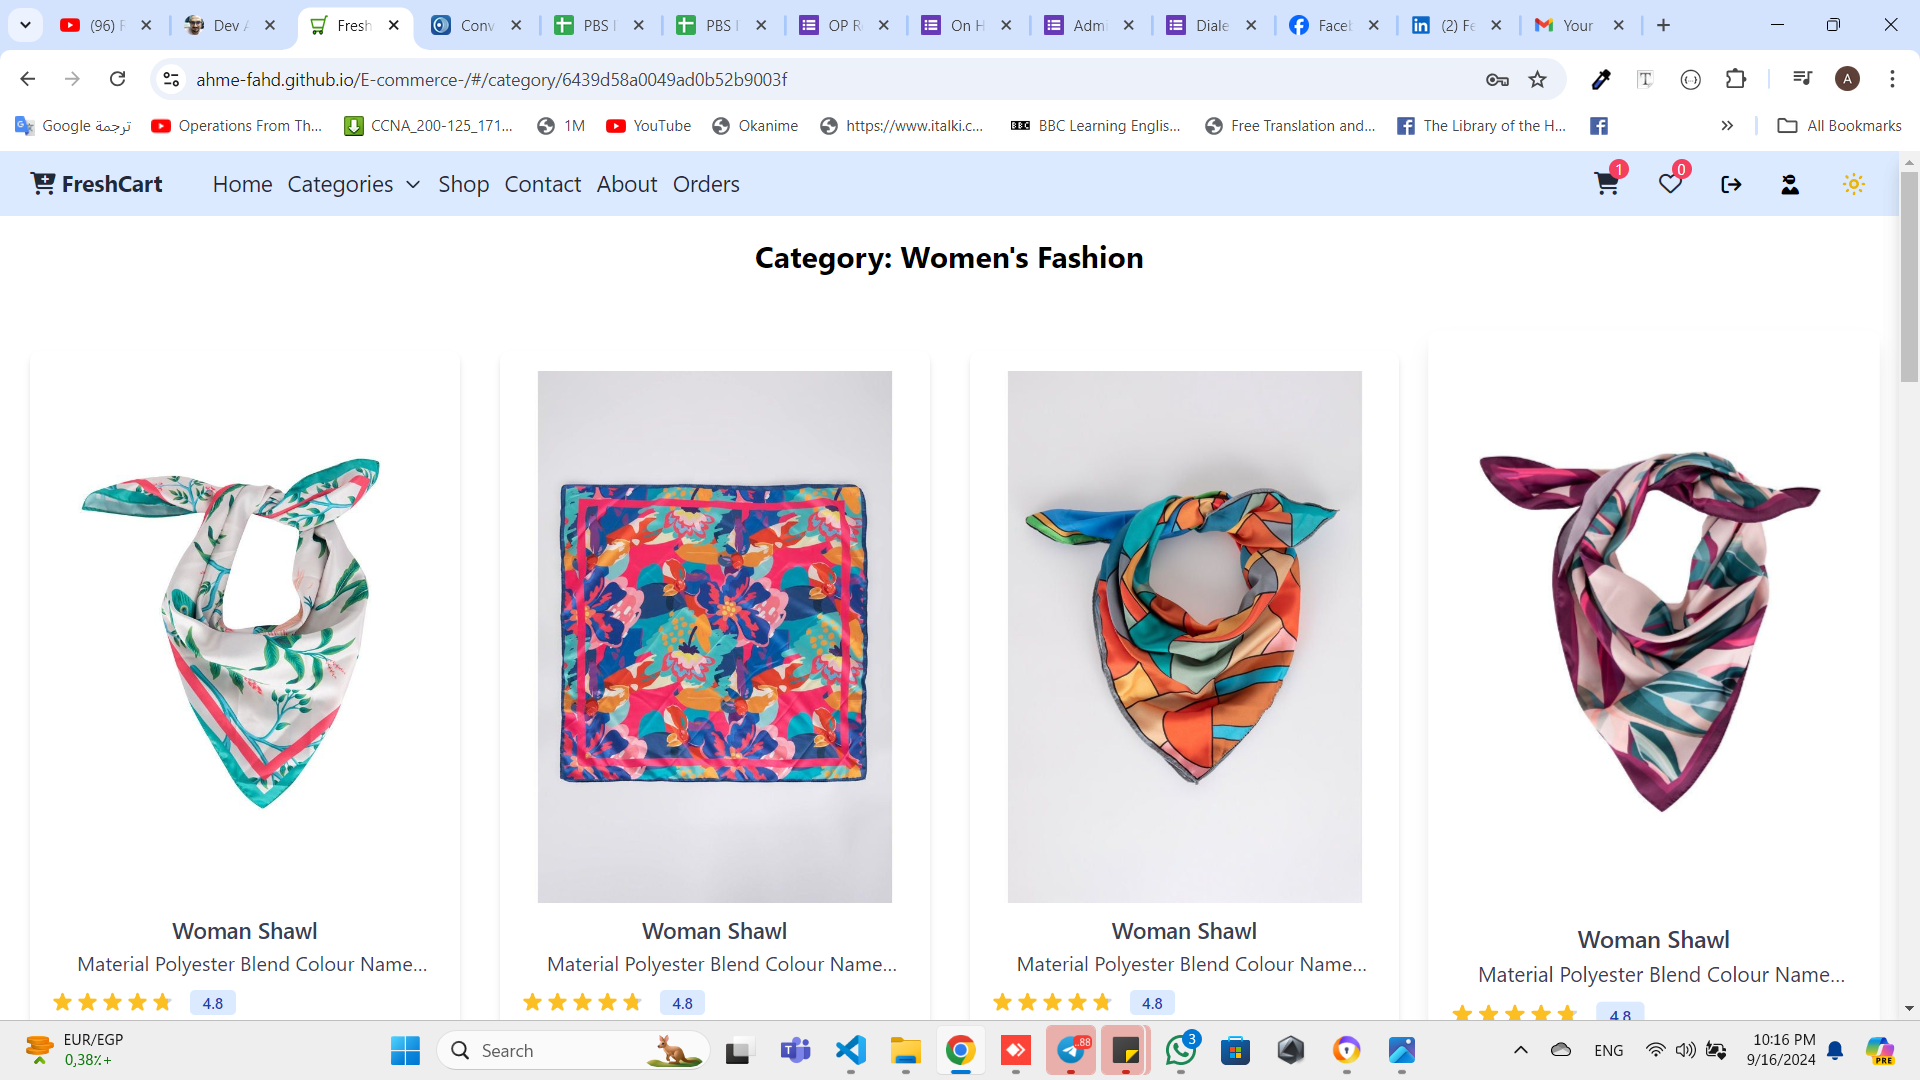 (96) F
Dev A
Fresh
Conv
PBS I
PBS I
OP Re
On H
Admi
Diale
Faceb
(2) Fe
Your
ahme-fahd.github.io/E-commerce-/#/category/6439d58a0049ad0b52b9003f
A
Google ترجمة
Operations From Th...
CCNA_200-125_171...
1M
YouTube
Okanime
https://www.italki.c...
BBC Learning Englis...
Free Translation and...
The Library of the H...
All Bookmarks
FreshCart
Home
Categories
Shop
Contact
About
Orders
1
0
Category: Women's Fashion
Woman Shawl
Material Polyester Blend Colour Name...
4.8
Woman Shawl
Material Polyester Blend Colour Name...
4.8
Woman Shawl
Material Polyester Blend Colour Name...
4.8
Woman Shawl
Material Polyester Blend Colour Name...
4.8
EUR/EGP
0,38٪+
Search
.88
3
ENG
10:16 PM
9/16/2024
PRE